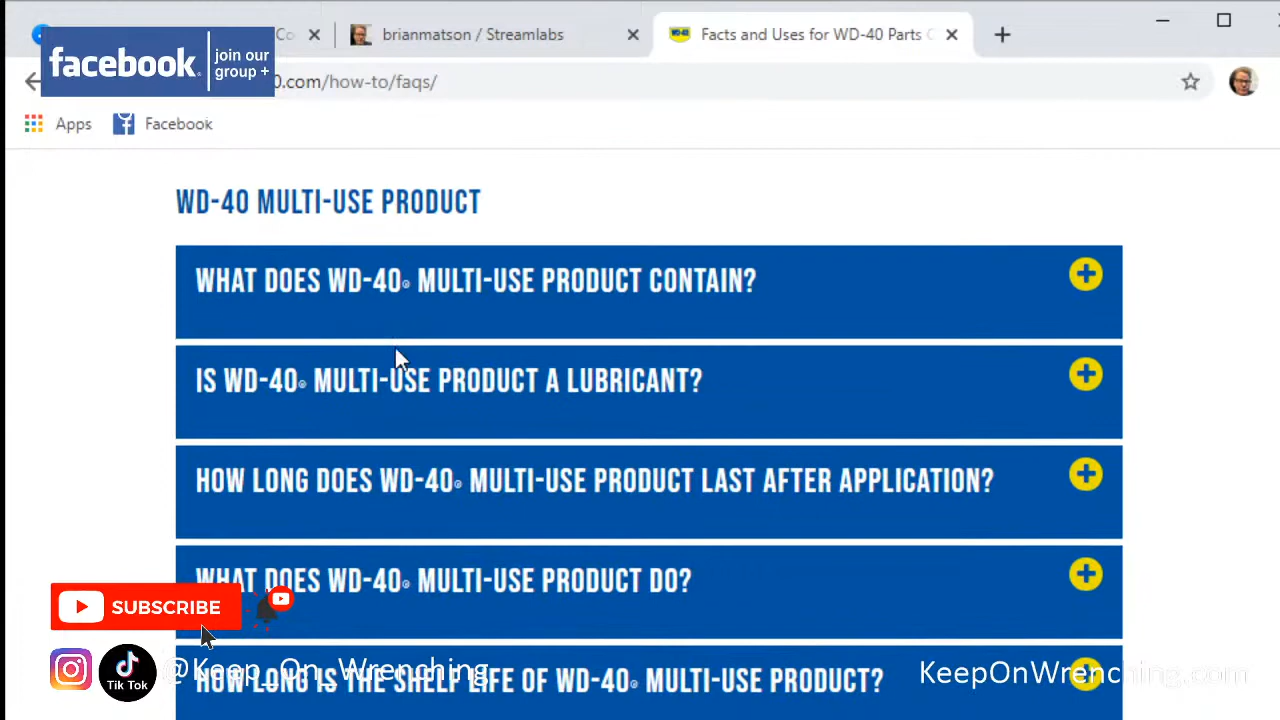 Co
brianmatson / Streamlabs
Facts and Uses for WD-40 Parts
facebook
join our
group +
0.com/how-to/faqs/
Apps
Facebook
WD-40 MULTI-USE PRODUCT
WHAT DOES WD-40® MULTI-USE PRODUCT CONTAIN?
IS WD-40® MULTI-USE PRODUCT A LUBRICANT?
HOW LONG DOES WD-40® MULTI-USE PRODUCT LAST AFTER APPLICATION?
WHAT DOES WD-40® MULTI-USE PRODUCT DO?
SUBSCRIBE
HOW LONG IS THE SHELF LIFE OF WD-40® MULTI-USE PRODUCT?
Tik Tok
@Keep_On_Wrenching
KeepOnWrenching.com